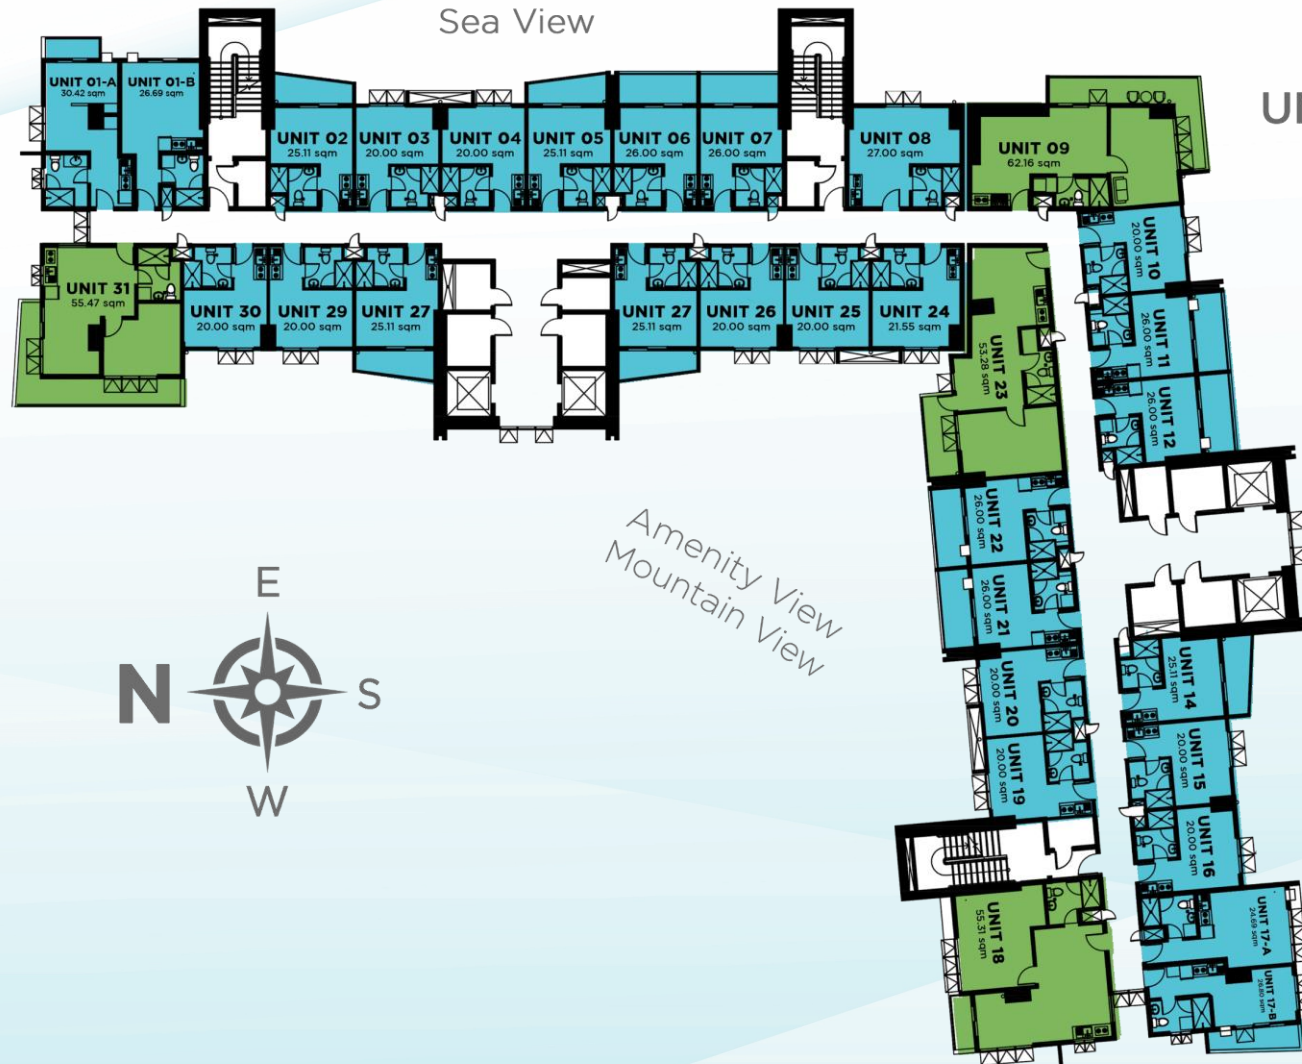 Sea View
UNIT 01-A
30.42 sqm
UNIT 01-B
26.69 sqm
UNIT 02
25.11 sqm
UNIT 03
20.00 sqm
UNIT 04
20.00 sqm
UNIT 05
25.11 sqm
UNIT 06
26.00 sqm
UNIT 07
26.00 sqm
UNIT 08
27.00 sqm
UNIT 09
62.16 sqm
UNIT 10
20.00 sqm
UNIT 11
26.00 sqm
UNIT 12
26.00 sqm
UNIT 31
55.47 sqm
UNIT 30
20.00 sqm
UNIT 29
20.00 sqm
UNIT 27
25.11 sqm
UNIT 27
25.11 sqm
UNIT 26
20.00 sqm
UNIT 25
20.00 sqm
UNIT 24
21.55 sqm
UNIT 23
53.28 sqm
UNIT 22
26.00 sqm
UNIT 21
26.00 sqm
UNIT 20
20.00 sqm
UNIT 19
20.00 sqm
UNIT 14
25.11 sqm
UNIT 15
20.00 sqm
UNIT 16
20.00 sqm
UNIT 17-A
24.69 sqm
UNIT 17-B
UNIT 18
55.31 sqm
Amenity View
Mountain View
E
N
S
W